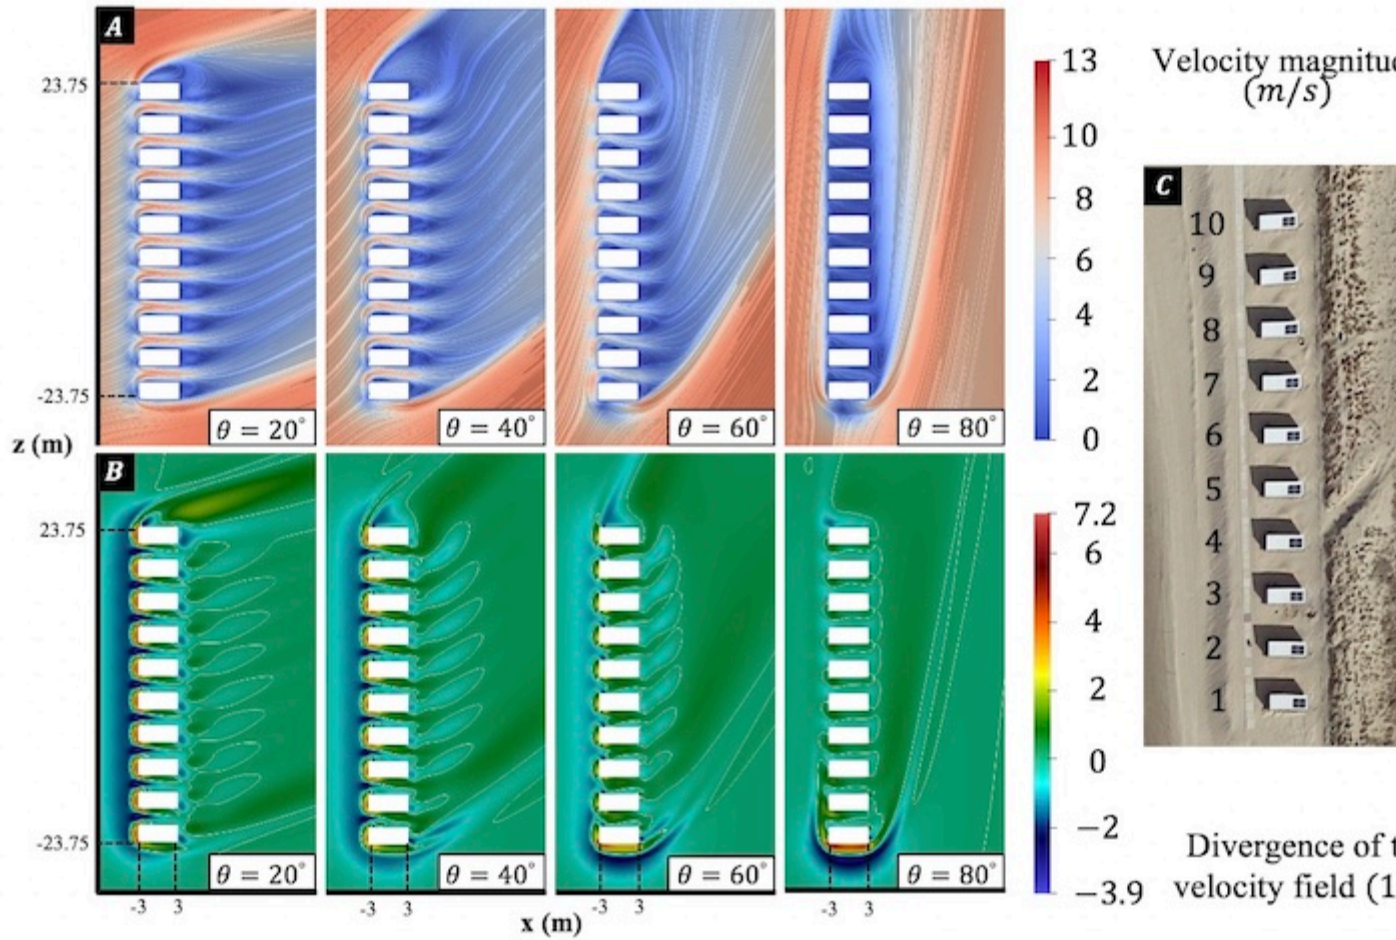 A
23.75
-23.75
z (m)
θ = 20°
θ = 40°
θ = 60°
θ = 80°
13
10
8
6
4
2
0
Velocity magnitud
(m/s)
C
10
9
8
7
6
5
4
3
2
1
B
23.75
-23.75
θ = 20°
θ = 40°
θ = 60°
θ = 80°
-3 3
-3 3
-3 3
-3 3
x (m)
7.2
6
4
2
0
−2
−3.9
Divergence of t
velocity field (1